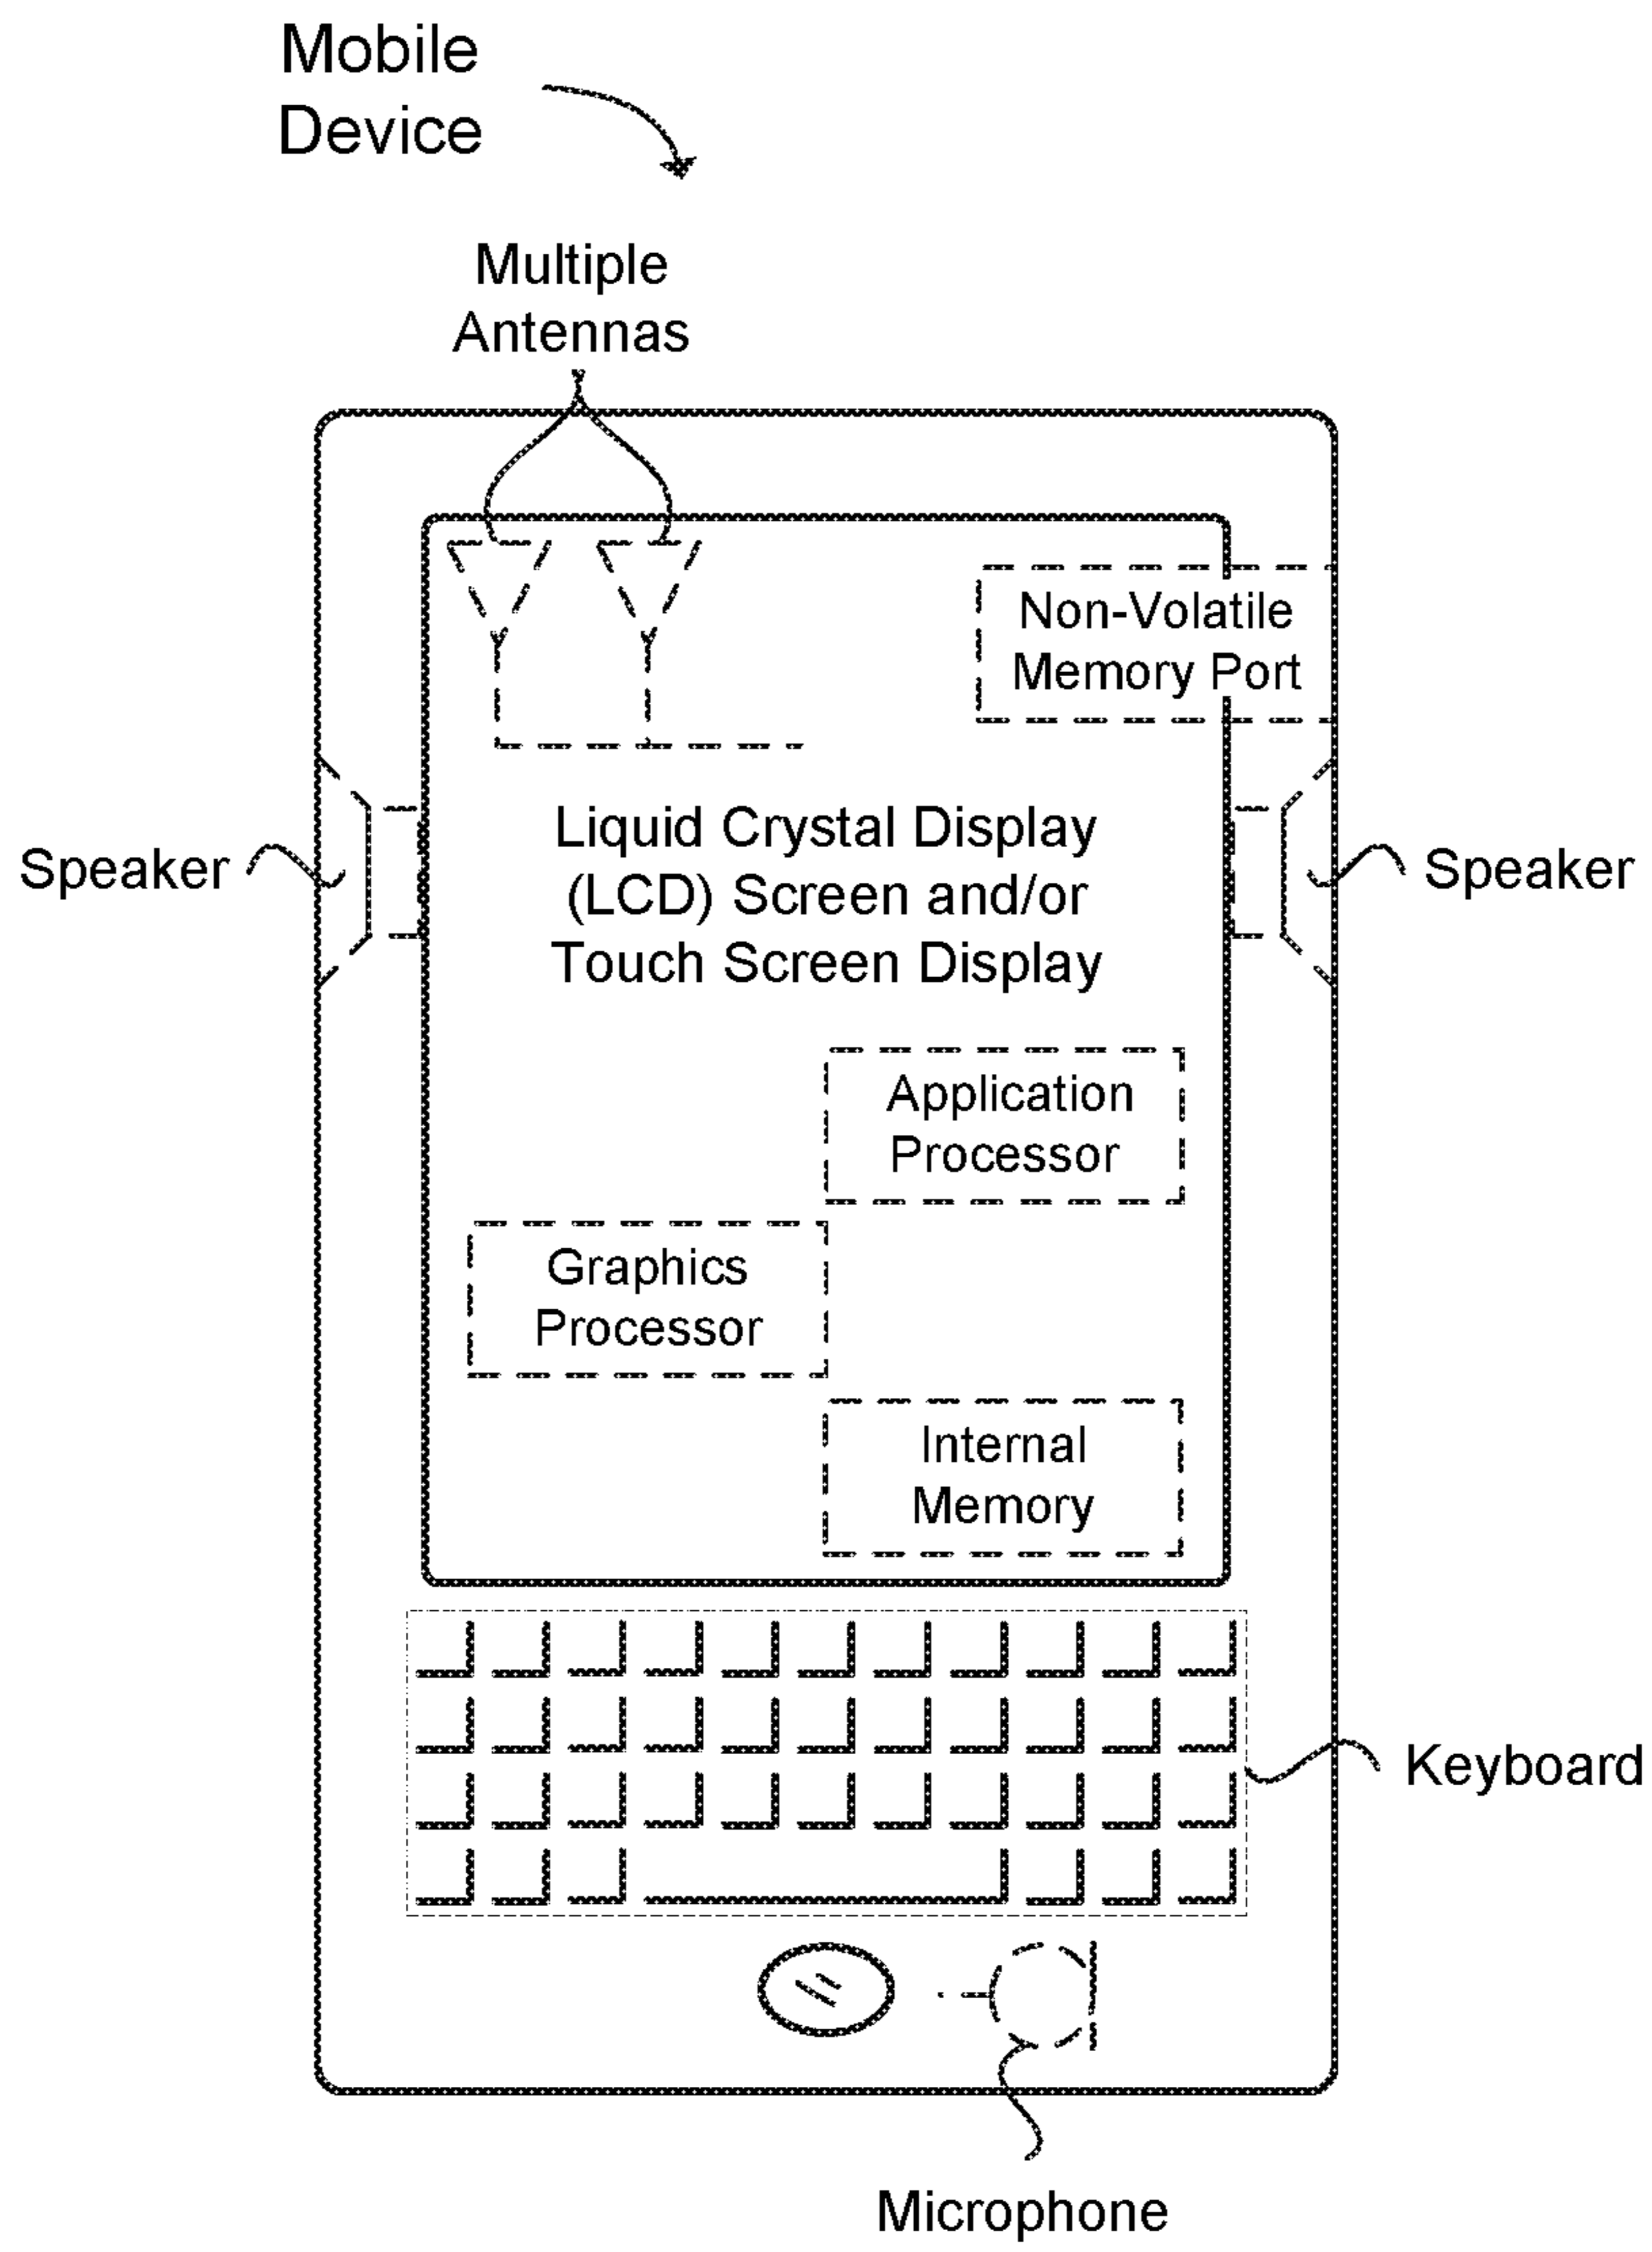 Mobile
Device
Multiple
Antennas
Non-Volatile
Memory Port
Speaker
Liquid Crystal Display
(LCD) Screen and/or
Touch Screen Display
Speaker
Application
Processor
Graphics
Processor
Internal
Memory
Keyboard
Microphone